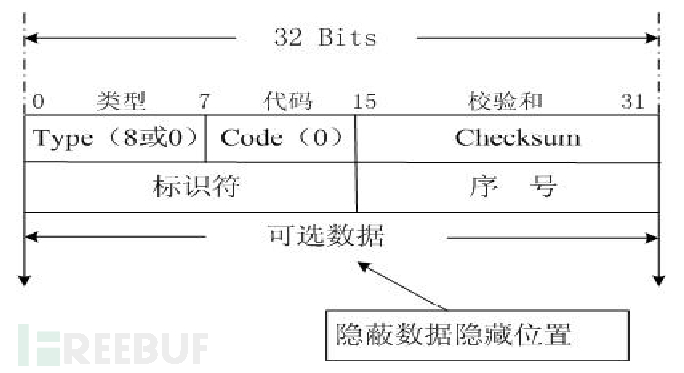 32 Bits
0 类型 7 代码 15 校验和 31
Type（8或0） Code（0） Checksum
标识符 序 号
可选数据
隐蔽数据隐藏位置
FREEBUF